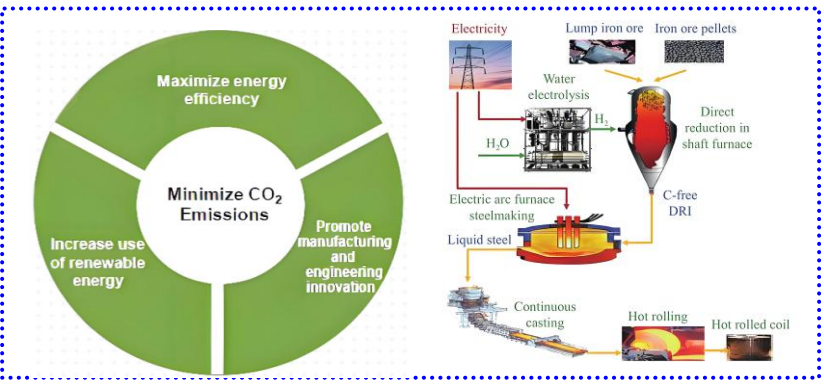 Maximize energy
efficiency
Minimize CO₂
Emissions
Increase use
of renewable
energy
Promote
manufacturing
and
engineering
innovation
Electricity
Lump iron ore
Iron ore pellets
Water
electrolysis
H₂
H₂O
Direct
reduction in
shaft furnace
C-free
DRI
Electric arc furnace
steelmaking
Liquid steel
Continuous
casting
Hot rolling
Hot rolled coil